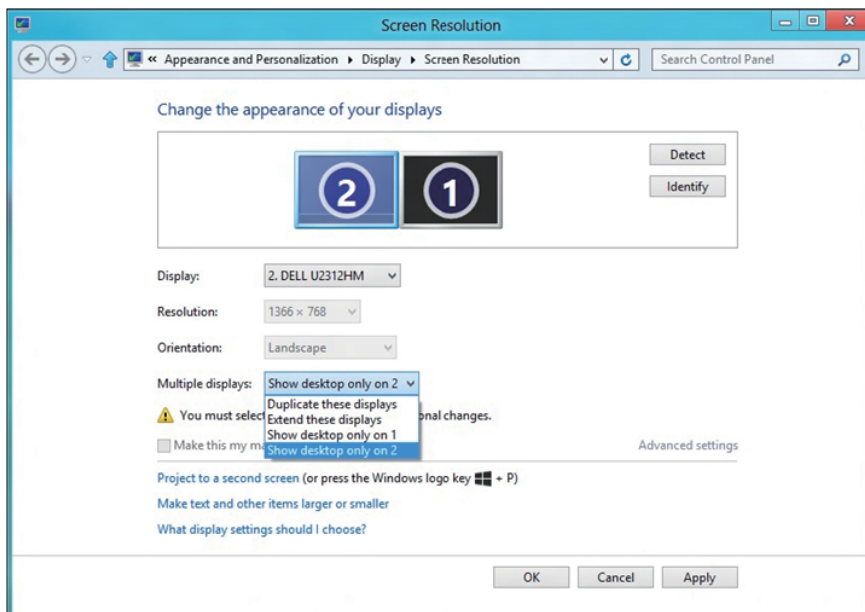 Screen Resolution
« Appearance and Personalization Display Screen Resolution Search Control Panel
Change the appearance of your displays
2 1
Detect
Identify
Display: 2. DELL U2312HM
Resolution: 1366 × 768
Orientation: Landscape
Multiple displays: Show desktop only on 2
Duplicate these displays
You must selec onal changes.
Extend these displays
Show desktop only on 1
Make this my m Advanced settings
Show desktop only on 2
Project to a second screen (or press the Windows logo key + P)
Make text and other items larger or smaller
What display settings should I choose?
OK Cancel Apply